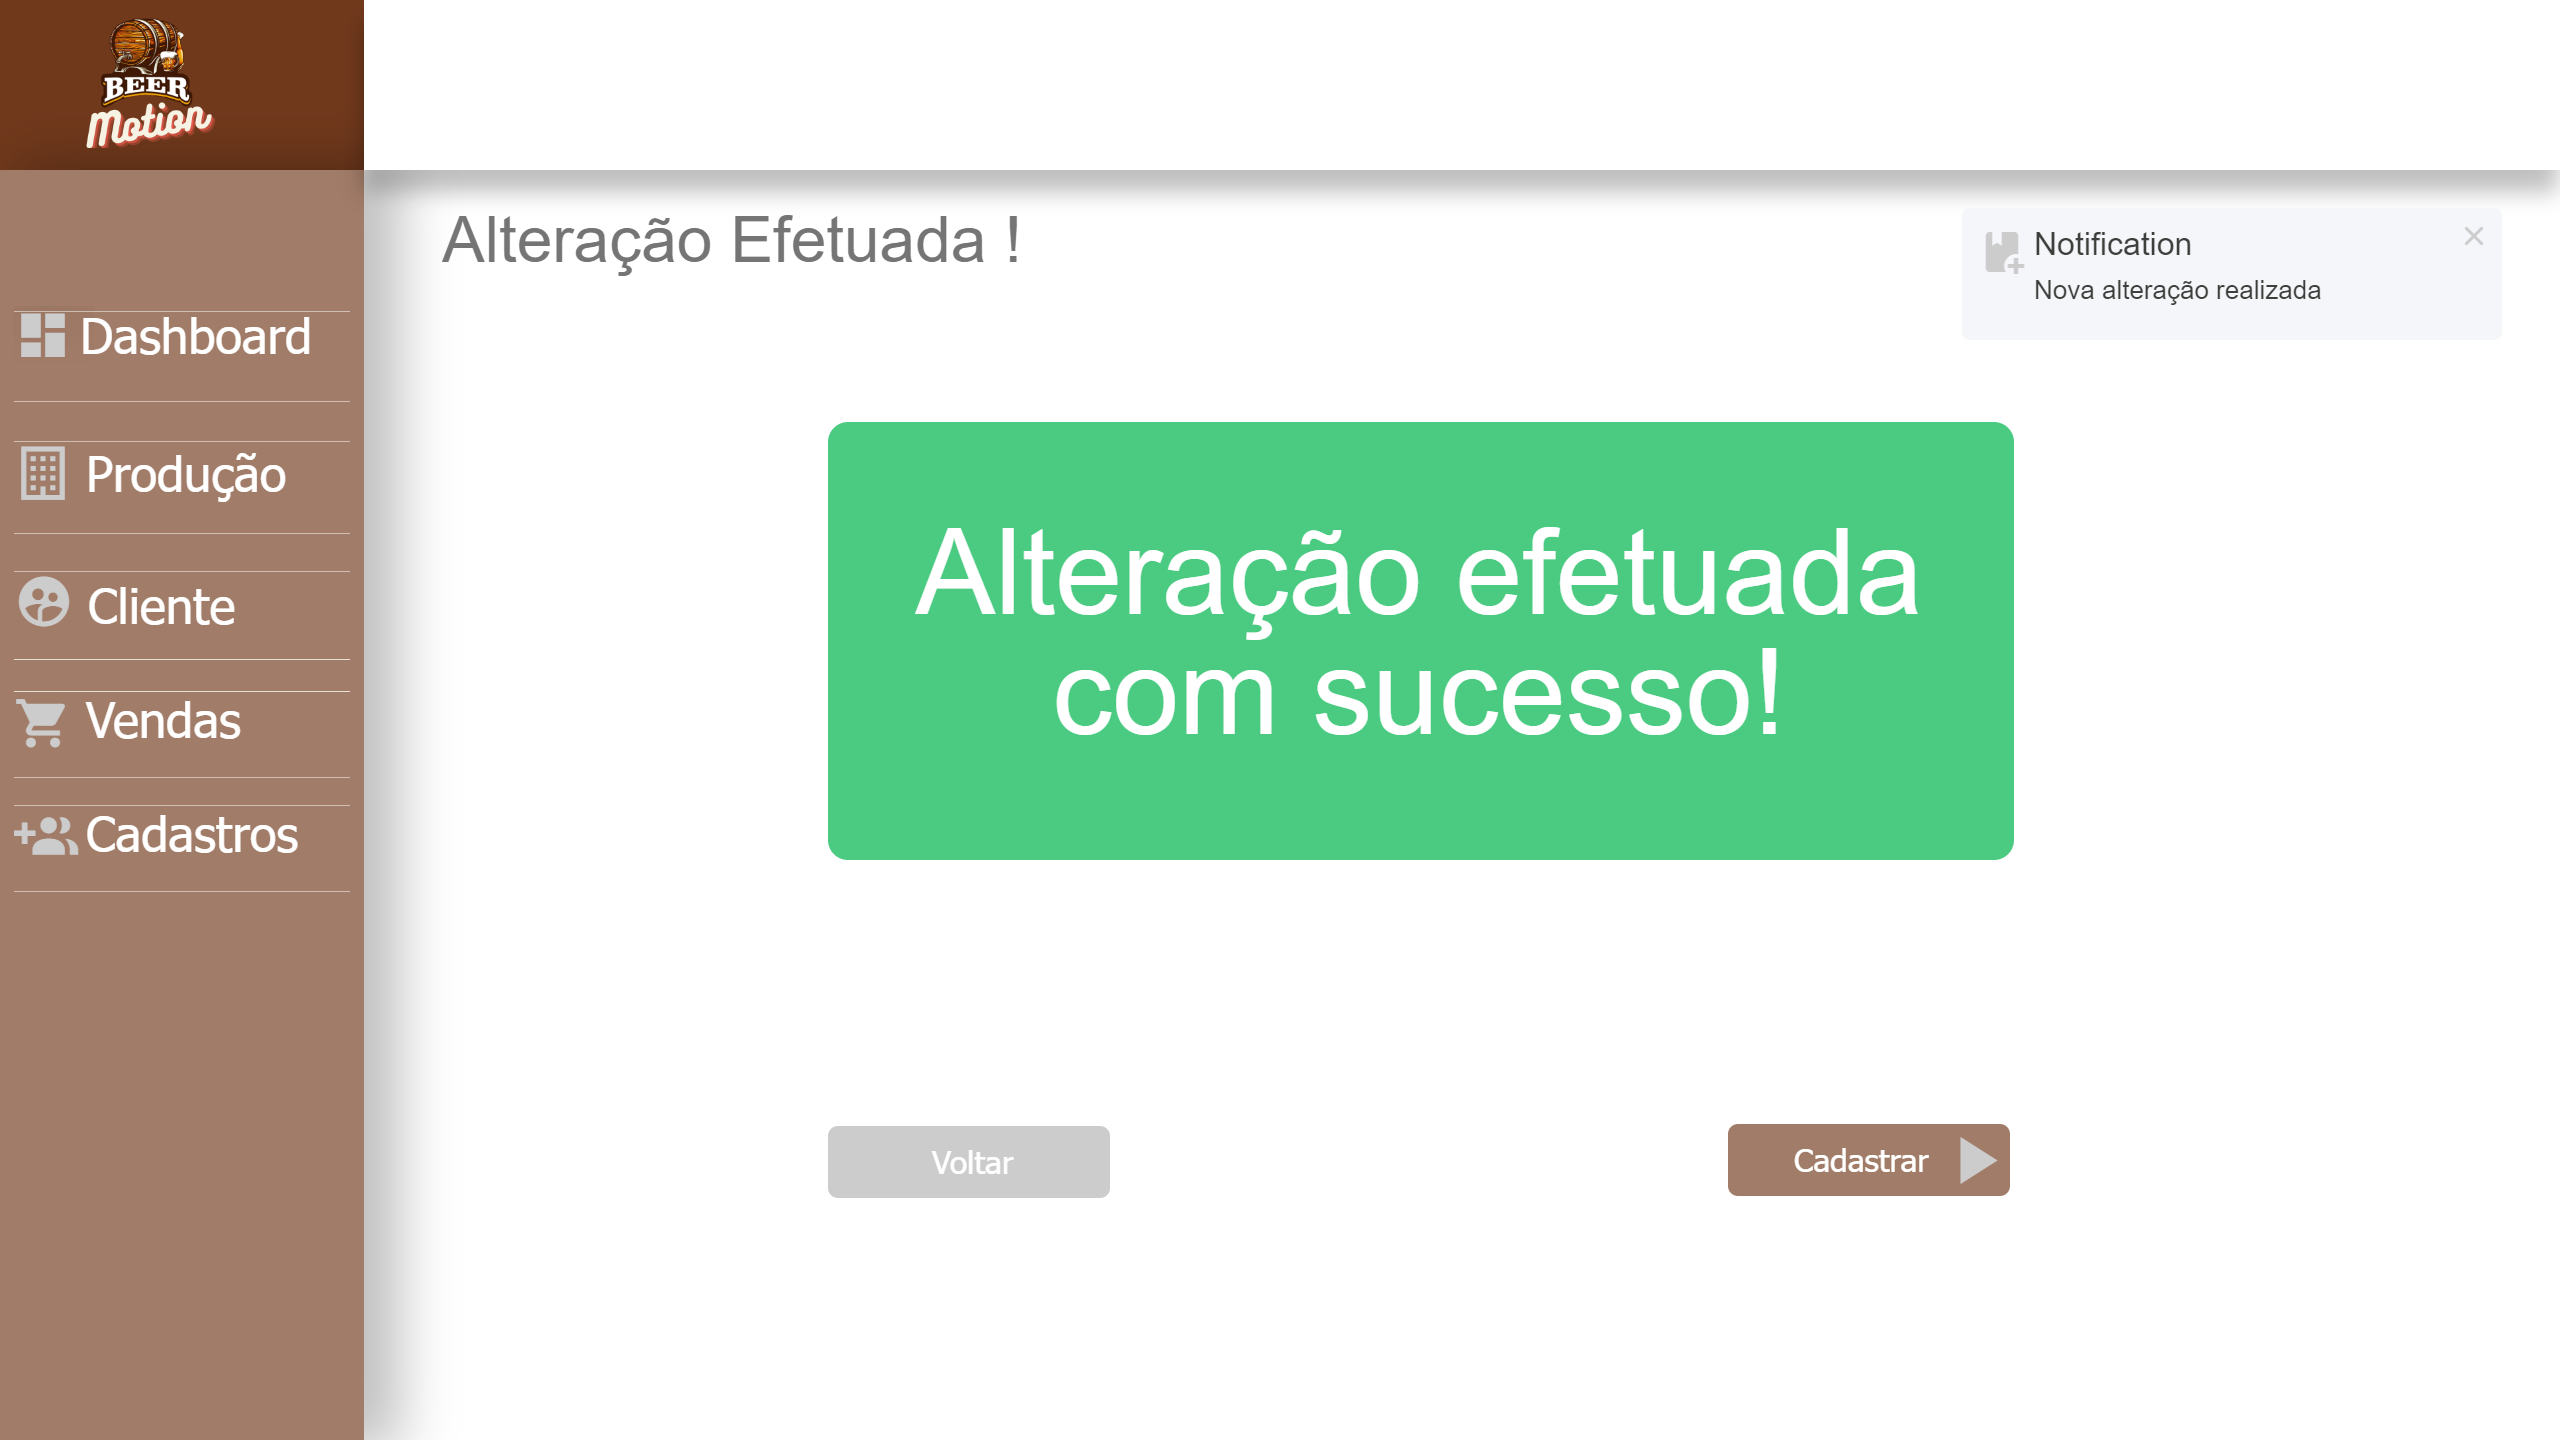 BEER
Motion
Alteração Efetuada !
Notification
Nova alteração realizada
Dashboard
Produção
Cliente
Vendas
Cadastros
Alteração efetuada
com sucesso!
Voltar
Cadastrar